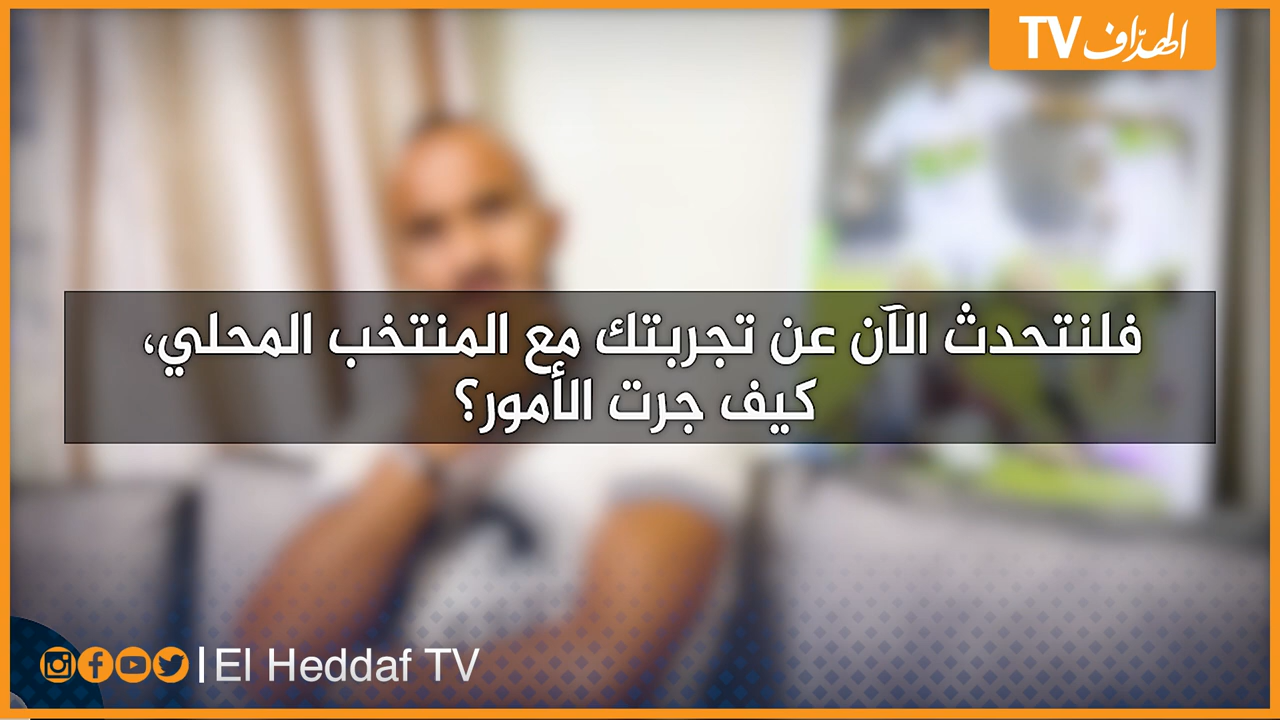 الهدّاف TV
فلنتحدث الآن عن تجربتك مع المنتخب المحلي،
كيف جرت الأمور؟
El Heddaf TV